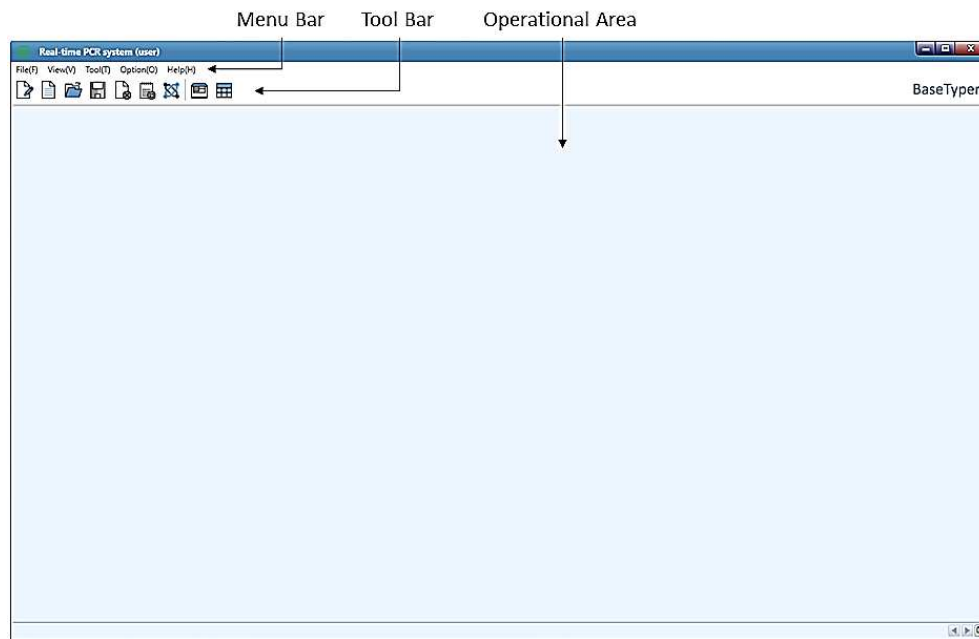 Menu Bar Tool Bar Operational Area
Real-time PCR system (user)
File(F) View(V) Tool(T) Option(O) Help(H)
BaseTyper